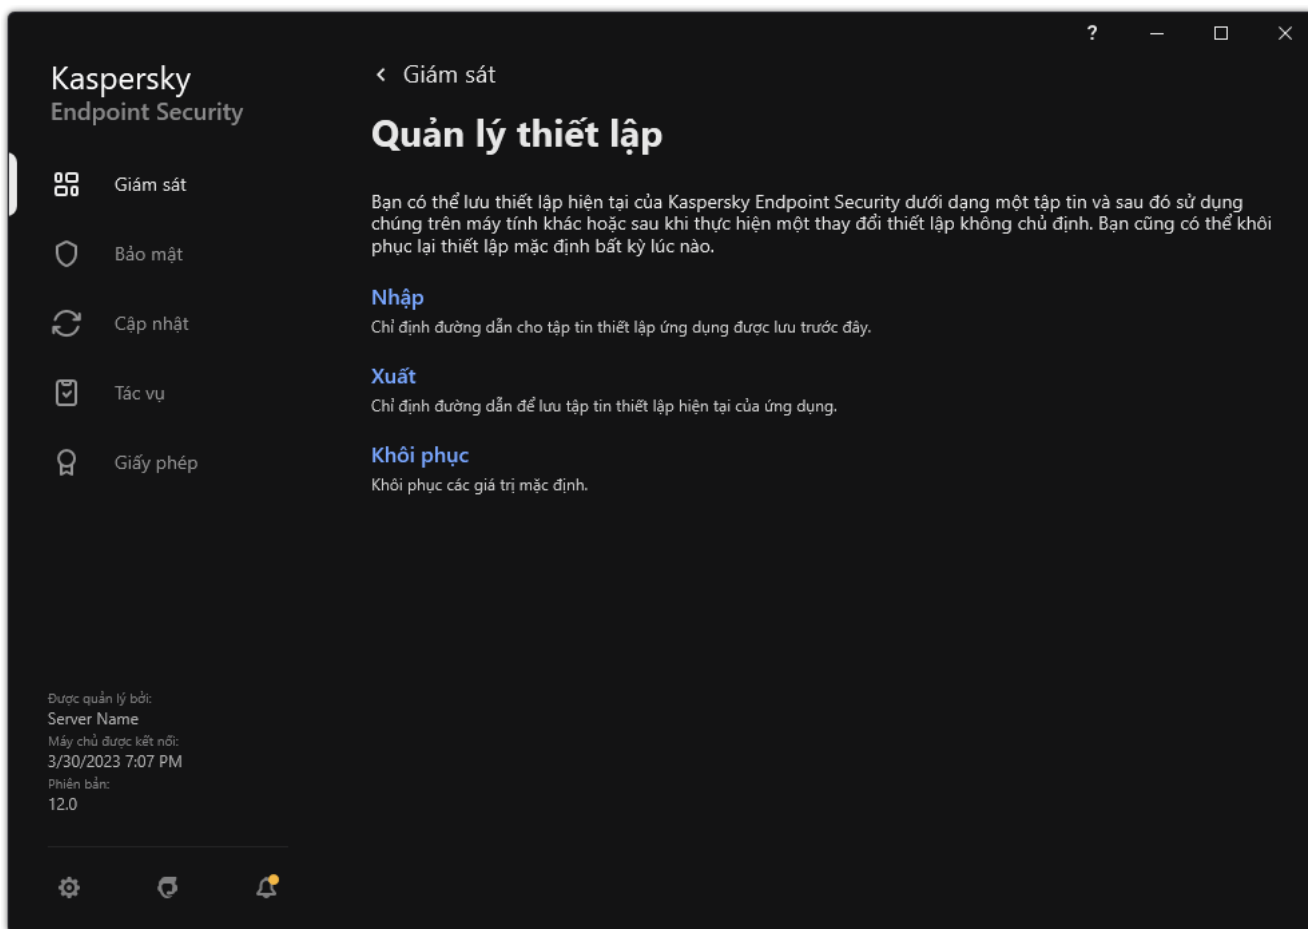 ?
Kaspersky
Endpoint Security
Giám sát
Bảo mật
Cập nhật
Tác vụ
Giấy phép
Được quản lý bởi:
Server Name
Máy chủ được kết nối:
3/30/2023 7:07 PM
Phiên bản:
12.0
Giám sát
Quản lý thiết lập
Bạn có thể lưu thiết lập hiện tại của Kaspersky Endpoint Security dưới dạng một tập tin và sau đó sử dụng
chúng trên máy tính khác hoặc sau khi thực hiện một thay đổi thiết lập không chủ định. Bạn cũng có thể khôi
phục lại thiết lập mặc định bất kỳ lúc nào.
Nhập
Chỉ định đường dẫn cho tập tin thiết lập ứng dụng được lưu trước đây.
Xuất
Chỉ định đường dẫn để lưu tập tin thiết lập hiện tại của ứng dụng.
Khôi phục
Khôi phục các giá trị mặc định.